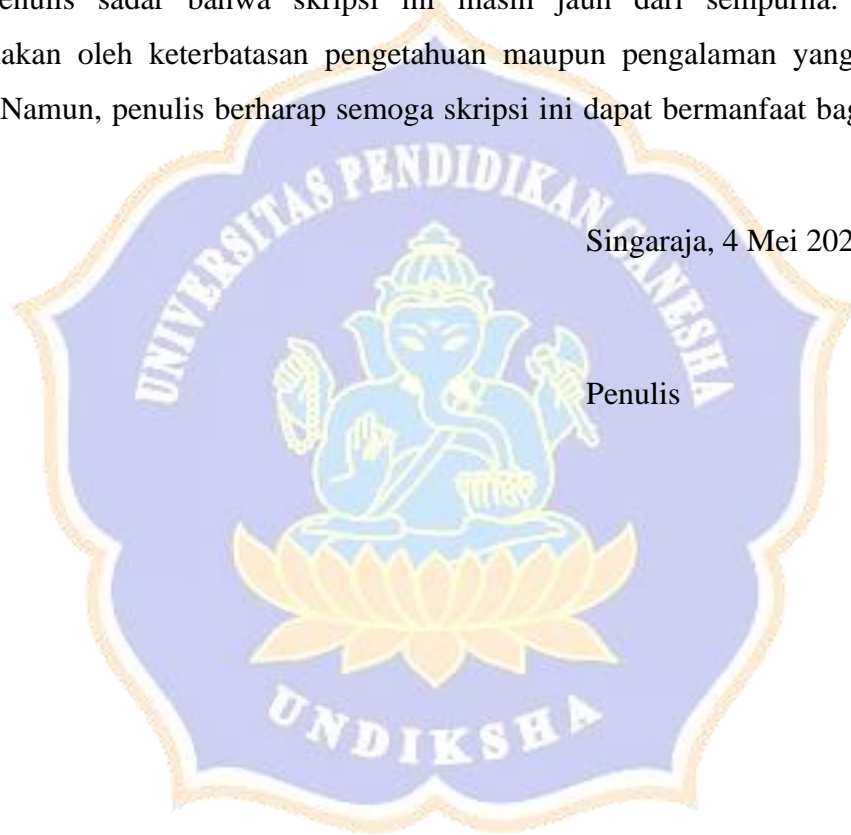 enulis sadar bahwa skripsi ini masih jauh dari sempurna.
akan oleh keterbatasan pengetahuan maupun pengalaman yang
Namun, penulis berharap semoga skripsi ini dapat bermanfaat bag
UNIVERSITAS PENDIDIKAN GANESHA
Singaraja, 4 Mei 202
Penulis
UNDIKSHA